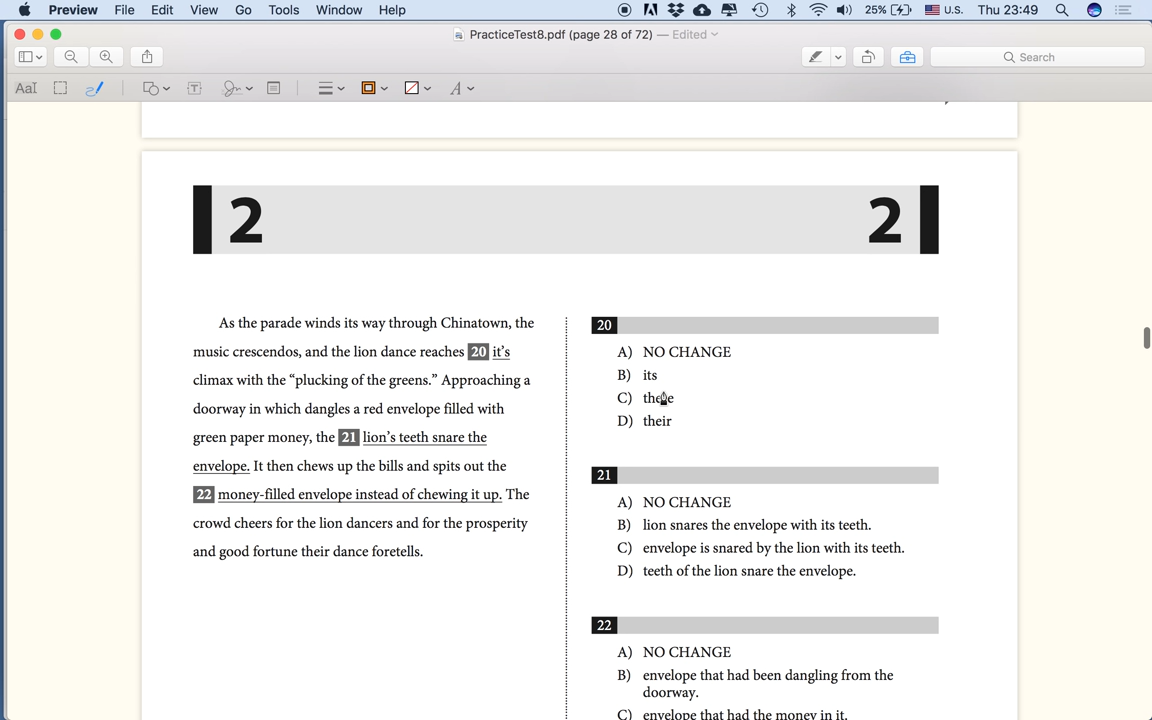 Preview File Edit View Go Tools Window Help 25% U.S. Thu 23:49
PracticeTest8.pdf (page 28 of 72) — Edited
Search
AaI T A
2 2
As the parade winds its way through Chinatown, the
music crescendos, and the lion dance reaches 20 it's
climax with the “plucking of the greens.” Approaching a
doorway in which dangles a red envelope filled with
green paper money, the 21 lion’s teeth snare the
envelope. It then chews up the bills and spits out the
22 money-filled envelope instead of chewing it up. The
crowd cheers for the lion dancers and for the prosperity
and good fortune their dance foretells.
20
A) NO CHANGE
B) its
C)
D) their
21
A) NO CHANGE
B) lion snares the envelope with its teeth.
C) envelope is snared by the lion with its teeth.
D) teeth of the lion snare the envelope.
22
A) NO CHANGE
B) envelope that had been dangling from the
doorway.
C) envelope that had the money in it.